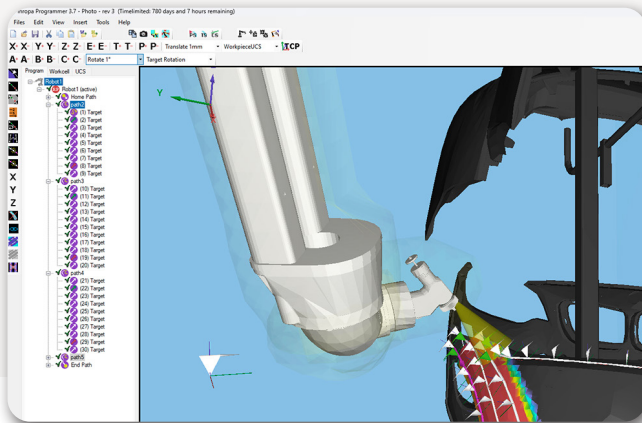 vropa Programmer 3.7 - Photo - rev 3 (Timelimited: 780 days and 7 hours remaining)
Files Edit View Insert Tools Help
X X Y Y Z Z E E T T P P Translate 1mm WorkpieceUCS TCP
A A B B C C Rotate 1° Target Rotation
Program Workcell UCS
Robot1
Robot1 (active)
Home Path
path2
(1) Target
(2) Target
(3) Target
(4) Target
(5) Target
(6) Target
(7) Target
(8) Target
(9) Target
path3
(10) Target
(11) Target
(12) Target
(13) Target
(14) Target
(15) Target
(16) Target
(17) Target
(18) Target
(19) Target
(20) Target
path4
(21) Target
(22) Target
(23) Target
(24) Target
(25) Target
(26) Target
(27) Target
(28) Target
(29) Target
(30) Target
path5
End Path
X
Y
Z
Y